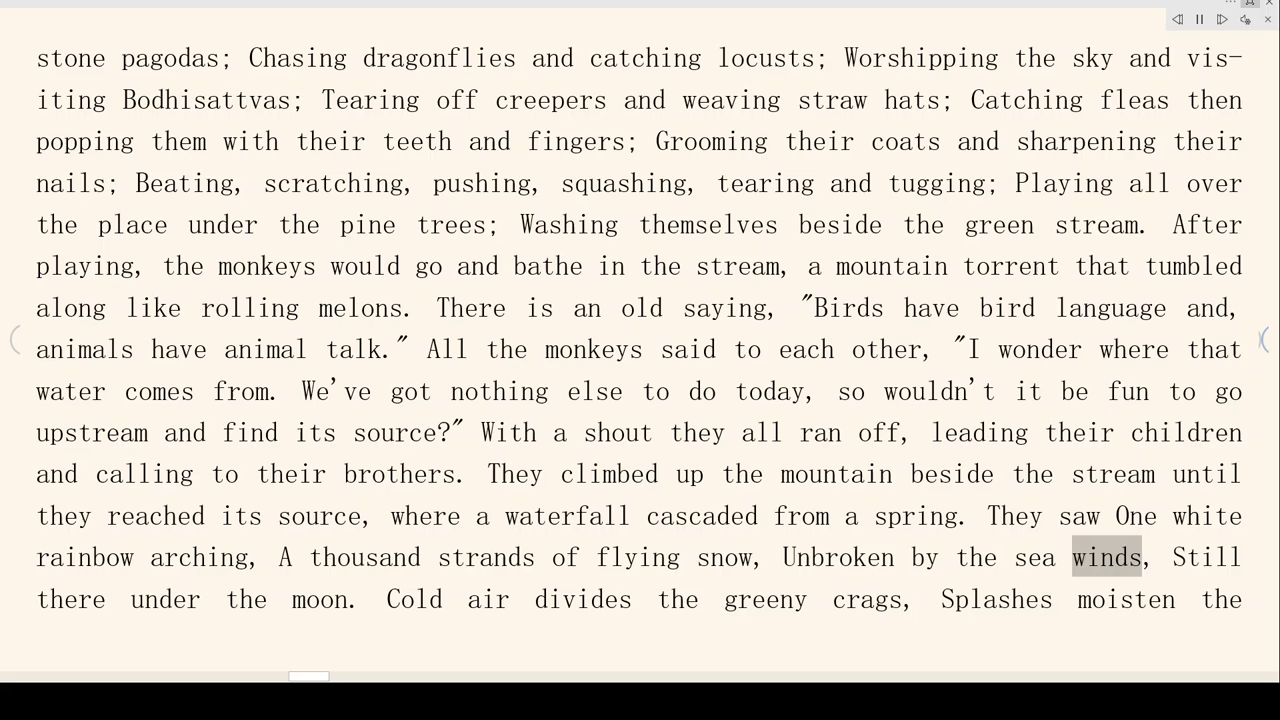 stone pagodas; Chasing dragonflies and catching locusts; Worshipping the sky and vis-
iting Bodhisattvas; Tearing off creepers and weaving straw hats; Catching fleas then
popping them with their teeth and fingers; Grooming their coats and sharpening their
nails; Beating, scratching, pushing, squashing, tearing and tugging; Playing all over
the place under the pine trees; Washing themselves beside the green stream. After
playing, the monkeys would go and bathe in the stream, a mountain torrent that tumbled
along like rolling melons. There is an old saying, "Birds have bird language and,
animals have animal talk." All the monkeys said to each other, "I wonder where that
water comes from. We've got nothing else to do today, so wouldn't it be fun to go
upstream and find its source?" With a shout they all ran off, leading their children
and calling to their brothers. They climbed up the mountain beside the stream until
they reached its source, where a waterfall cascaded from a spring. They saw One white
rainbow arching, A thousand strands of flying snow, Unbroken by the sea winds, Still
there under the moon. Cold air divides the greeny crags, Splashes moisten the